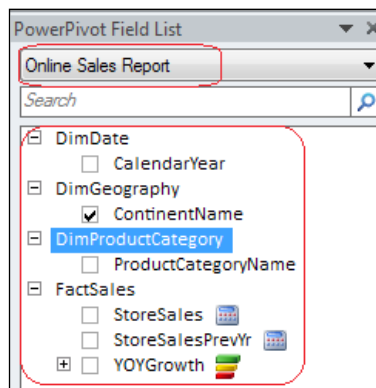 PowerPivot Field List
Online Sales Report
Search
DimDate
CalendarYear
DimGeography
ContinentName
DimProductCategory
ProductCategoryName
FactSales
StoreSales
StoreSalesPrevYr
YOYGrowth